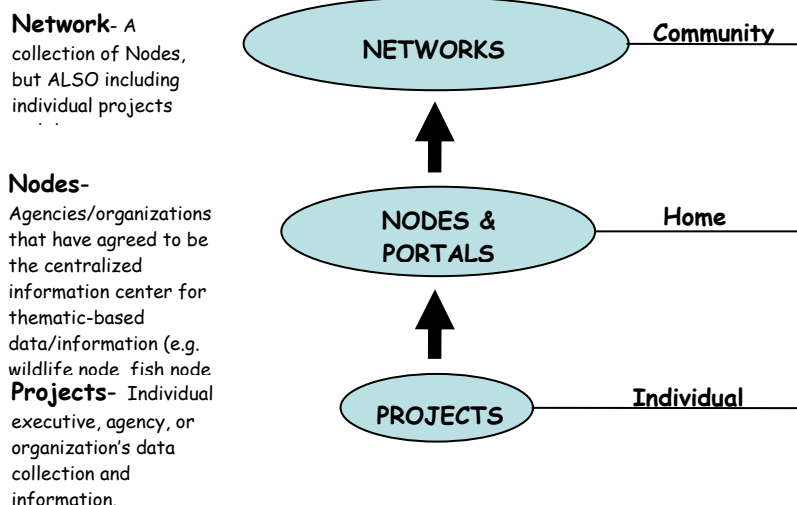 Network- A
collection of Nodes,
but ALSO including
individual projects
NETWORKS
Community
Nodes-
Agencies/organizations
that have agreed to be
the centralized
information center for
thematic-based
data/information (e.g.
wildlife node fish node
NODES &
PORTALS
Home
Projects- Individual
executive, agency, or
organization's data
collection and
information.
PROJECTS
Individual